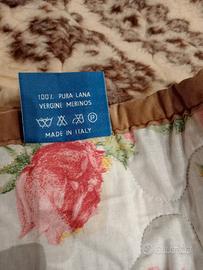 100% PURA LANA
VERGINE MERINOS
P
MADE IN ITALY